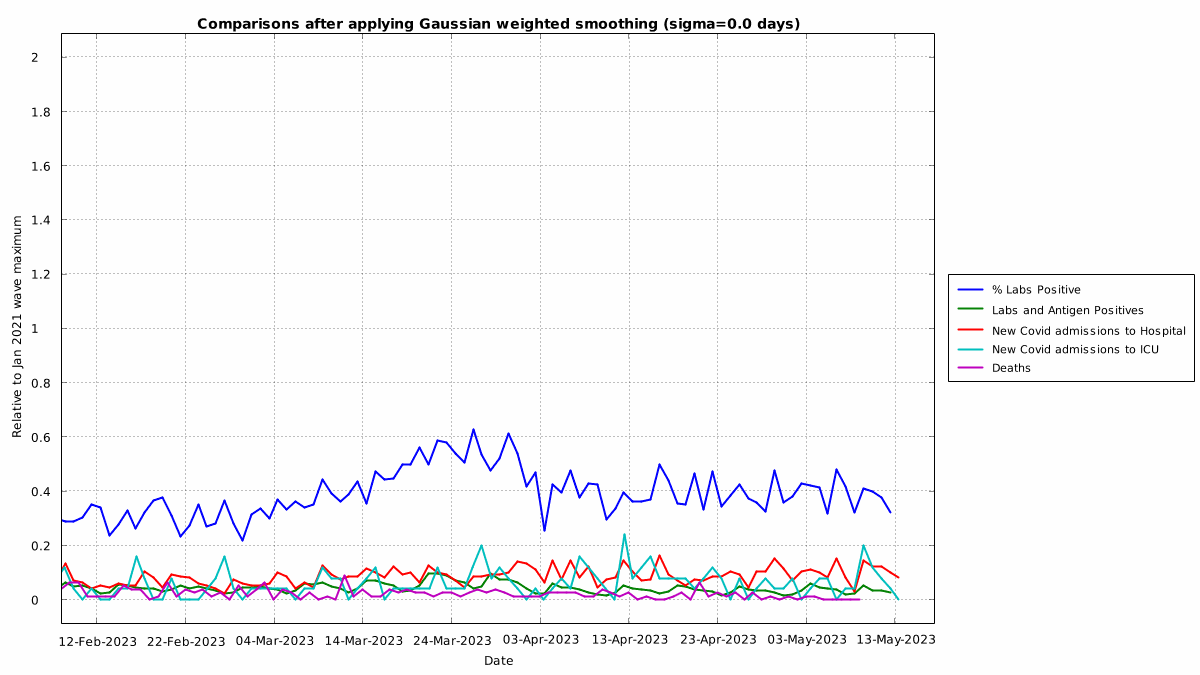 Comparisons after applying Gaussian weighted smoothing (sigma=0.0 days)
Relative to Jan 2021 wave maximum
2
1.8
1.6
1.4
1.2
1
0.8
0.6
0.4
0.2
0
12-Feb-2023 22-Feb-2023 04-Mar-2023 14-Mar-2023 24-Mar-2023 03-Apr-2023 13-Apr-2023 23-Apr-2023 03-May-2023 13-May-2023
Date
% Labs Positive
Labs and Antigen Positives
New Covid admissions to Hospital
New Covid admissions to ICU
Deaths